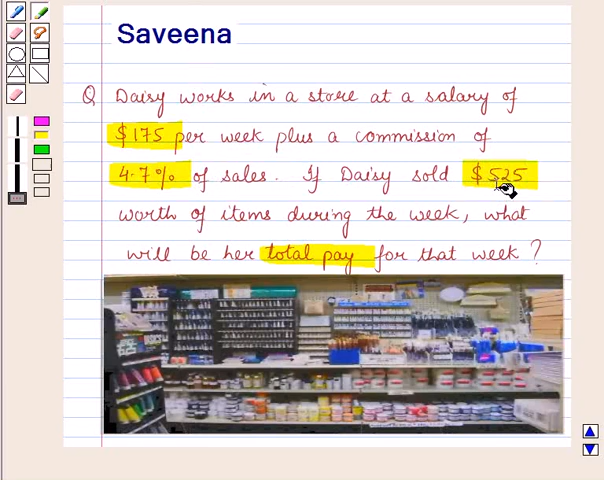 Saveena
Q Daisy works in a store at a salary of
$175 per week plus a commission of
4.7% of sales. If Daisy sold $525
worth of items during the week, what
will be her total pay for that week?